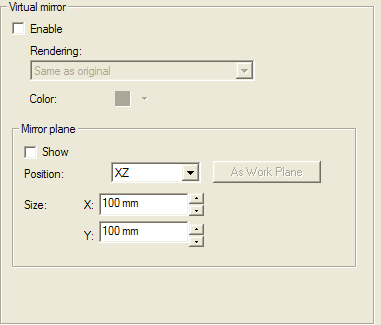 Virtual mirror
Enable
Rendering:
Same as original
Color:
Mirror plane
Show
Position: XZ As Work Plane
Size: X: 100 mm
Y: 100 mm